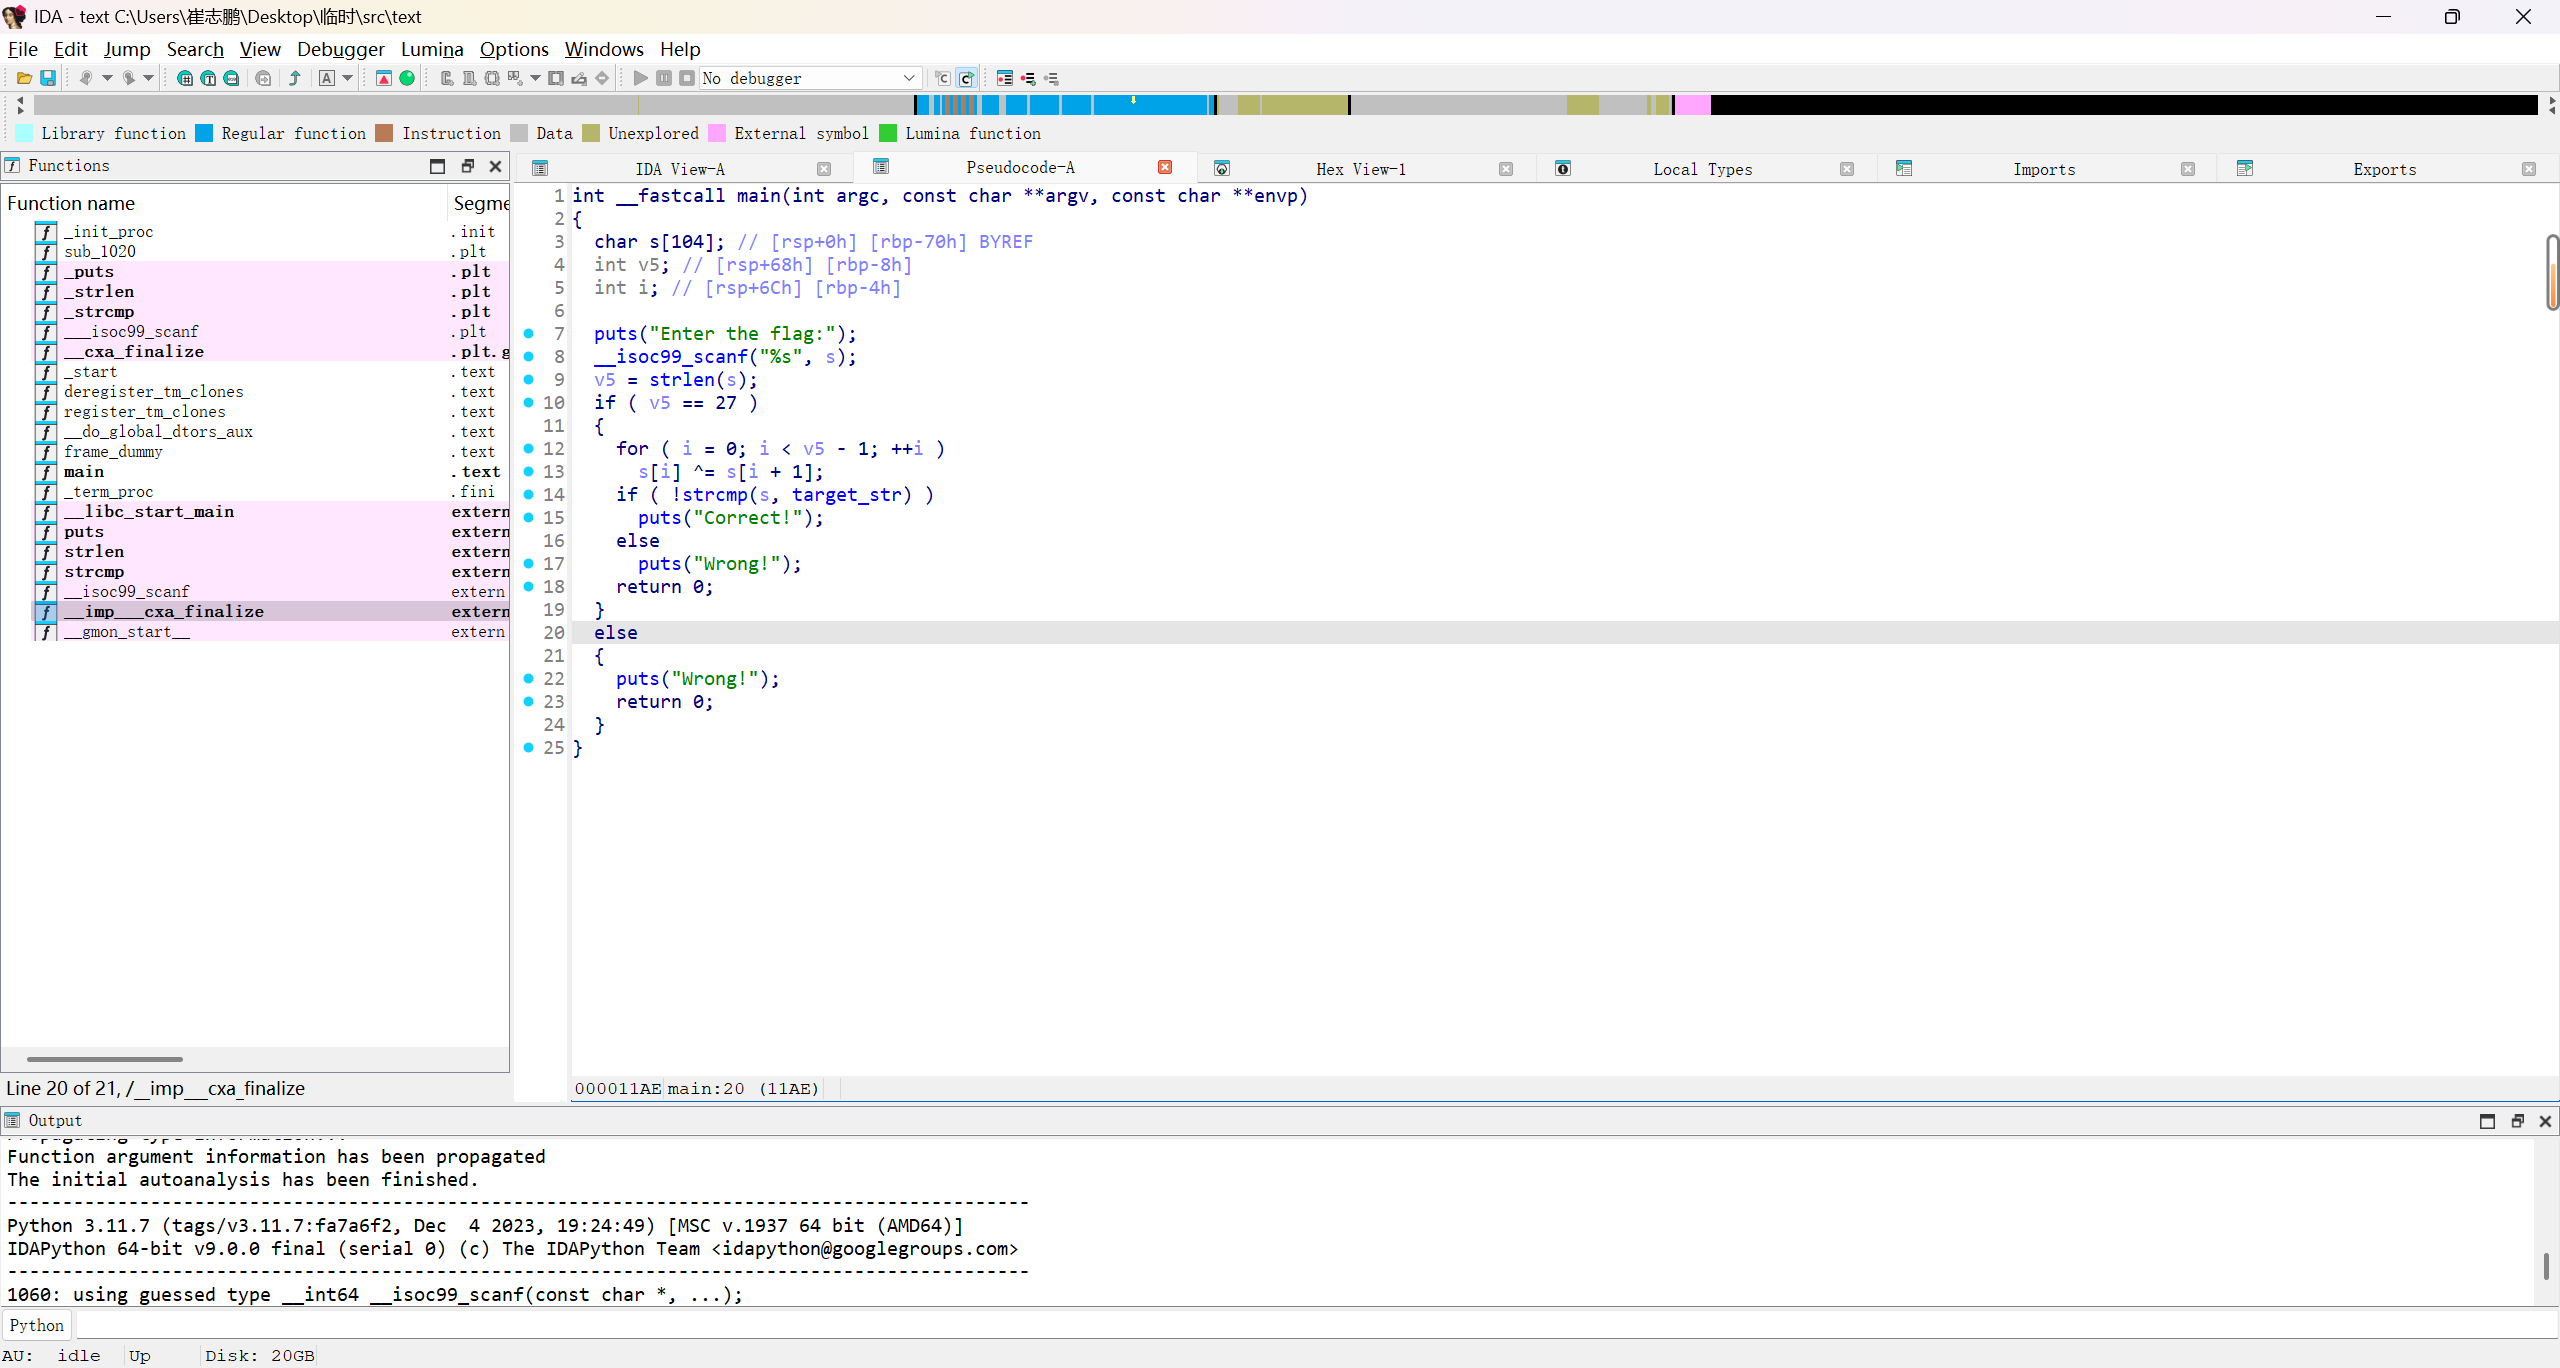 IDA - text C:\Users\崔志鹏\Desktop\临时\src\text
File Edit Jump Search View Debugger Lumina Options Windows Help
No debugger
Library function Regular function Instruction Data Unexplored External symbol Lumina function
Functions
Function name Segme
_init_proc .init
sub_1020 .plt
_puts .plt
_strlen .plt
_strcmp .plt
___isoc99_scanf .plt
__cxa_finalize .plt.g
_start .text
deregister_tm_clones .text
register_tm_clones .text
__do_global_dtors_aux .text
frame_dummy .text
main .text
_term_proc .fini
__libc_start_main extern
puts extern
strlen extern
strcmp extern
__isoc99_scanf extern
__imp___cxa_finalize extern
__gmon_start__ extern
Line 20 of 21, /__imp___cxa_finalize
IDA View-A Pseudocode-A Hex View-1 Local Types Imports Exports
1 int __fastcall main(int argc, const char **argv, const char **envp)
2 {
3 char s[104]; // [rsp+0h] [rbp-70h] BYREF
4 int v5; // [rsp+68h] [rbp-8h]
5 int i; // [rsp+6Ch] [rbp-4h]
6
7 puts("Enter the flag:");
8 __isoc99_scanf("%s", s);
9 v5 = strlen(s);
10 if ( v5 == 27 )
11 {
12 for ( i = 0; i < v5 - 1; ++i )
13 s[i] ^= s[i + 1];
14 if ( !strcmp(s, target_str) )
15 puts("Correct!");
16 else
17 puts("Wrong!");
18 return 0;
19 }
20 else
21 {
22 puts("Wrong!");
23 return 0;
24 }
25 }
000011AE main:20 (11AE)
Output
Propagating type information...
Function argument information has been propagated
The initial autoanalysis has been finished.
---------------------------------------------------------------------------------------------
Python 3.11.7 (tags/v3.11.7:fa7a6f2, Dec  4 2023, 19:24:49) [MSC v.1937 64 bit (AMD64)]
IDAPython 64-bit v9.0.0 final (serial 0) (c) The IDAPython Team <idapython@googlegroups.com>
---------------------------------------------------------------------------------------------
1060: using guessed type __int64 __isoc99_scanf(const char *, ...);
Python
AU: idle Up Disk: 20GB